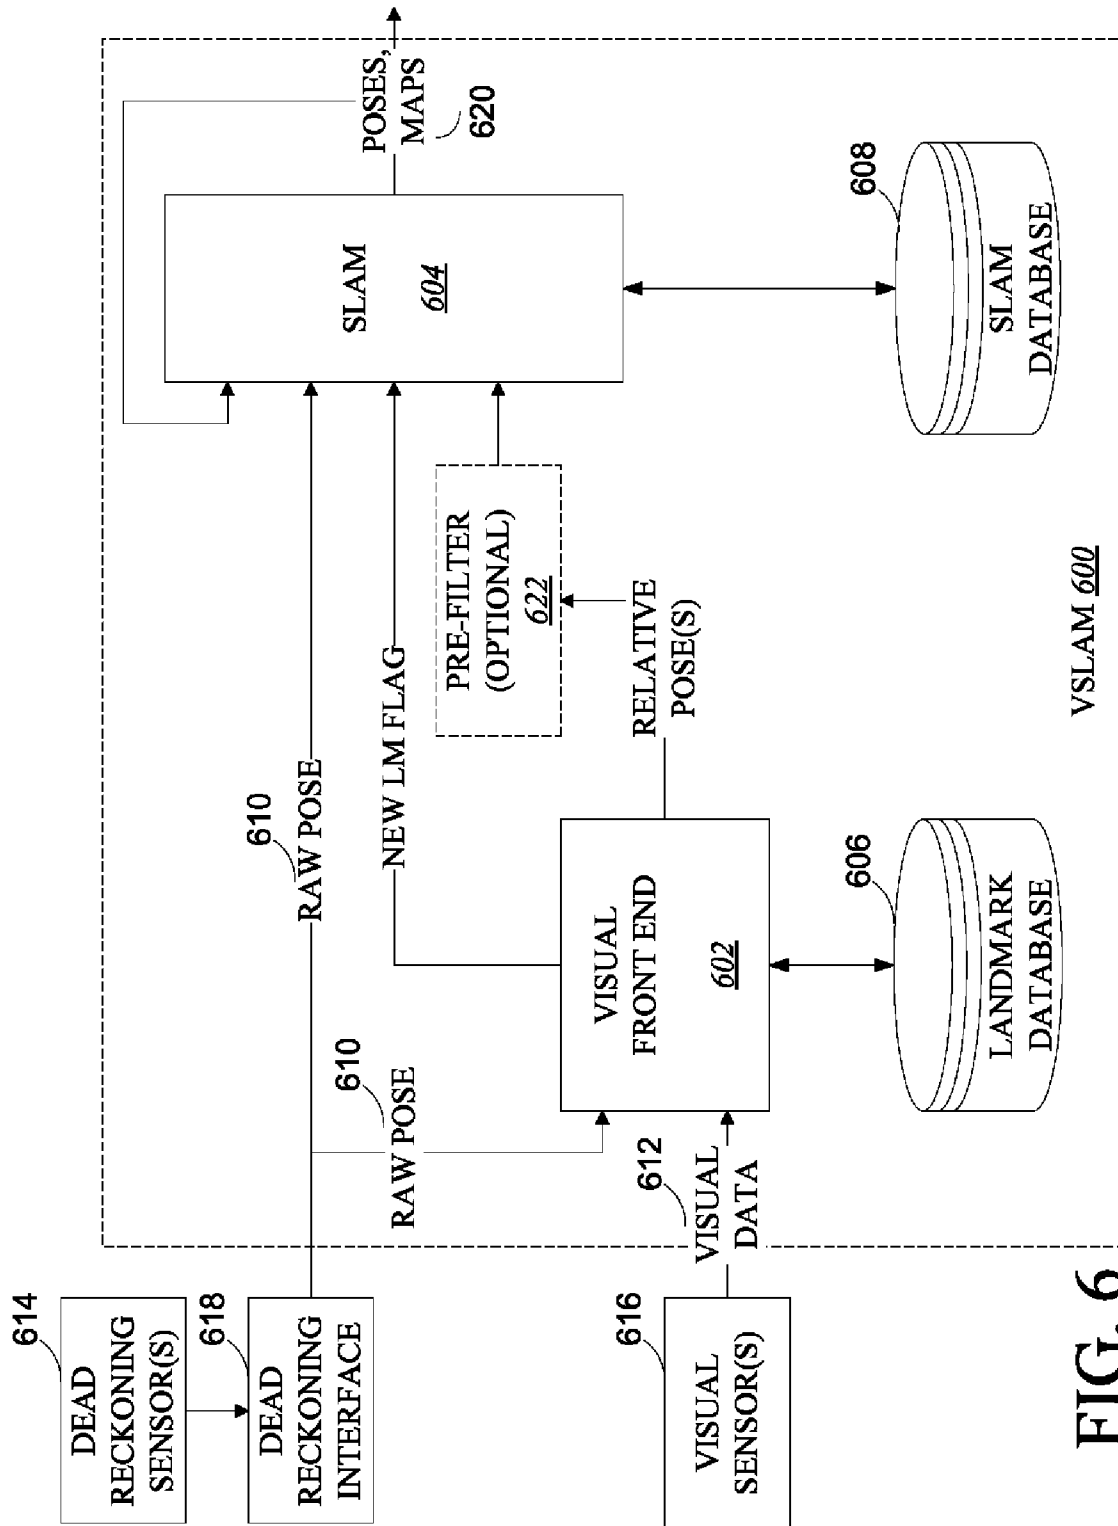 614
DEAD
RECKONING
SENSOR(S)
618
DEAD
RECKONING
INTERFACE
616
VISUAL
SENSOR(S)
610
RAW POSE
610
RAW POSE
612
VISUAL
DATA
NEW LM FLAG
VISUAL
FRONT END
602
RELATIVE
POSE(S)
PRE-FILTER
(OPTIONAL)
622
SLAM
604
POSES,
MAPS
620
606
LANDMARK
DATABASE
608
SLAM
DATABASE
VSLAM 600
FIG. 6